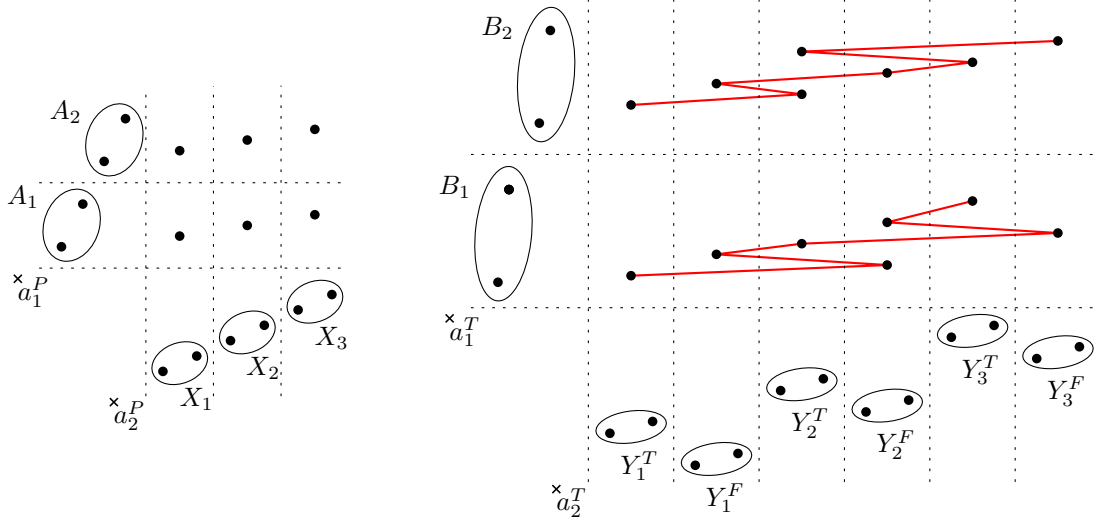 A_2
A_1
a_1^P
X_3
X_2
X_1
a_2^P
B_2
B_1
a_1^T
Y_3^T
Y_3^F
Y_2^T
Y_2^F
Y_1^T
Y_1^F
a_2^T